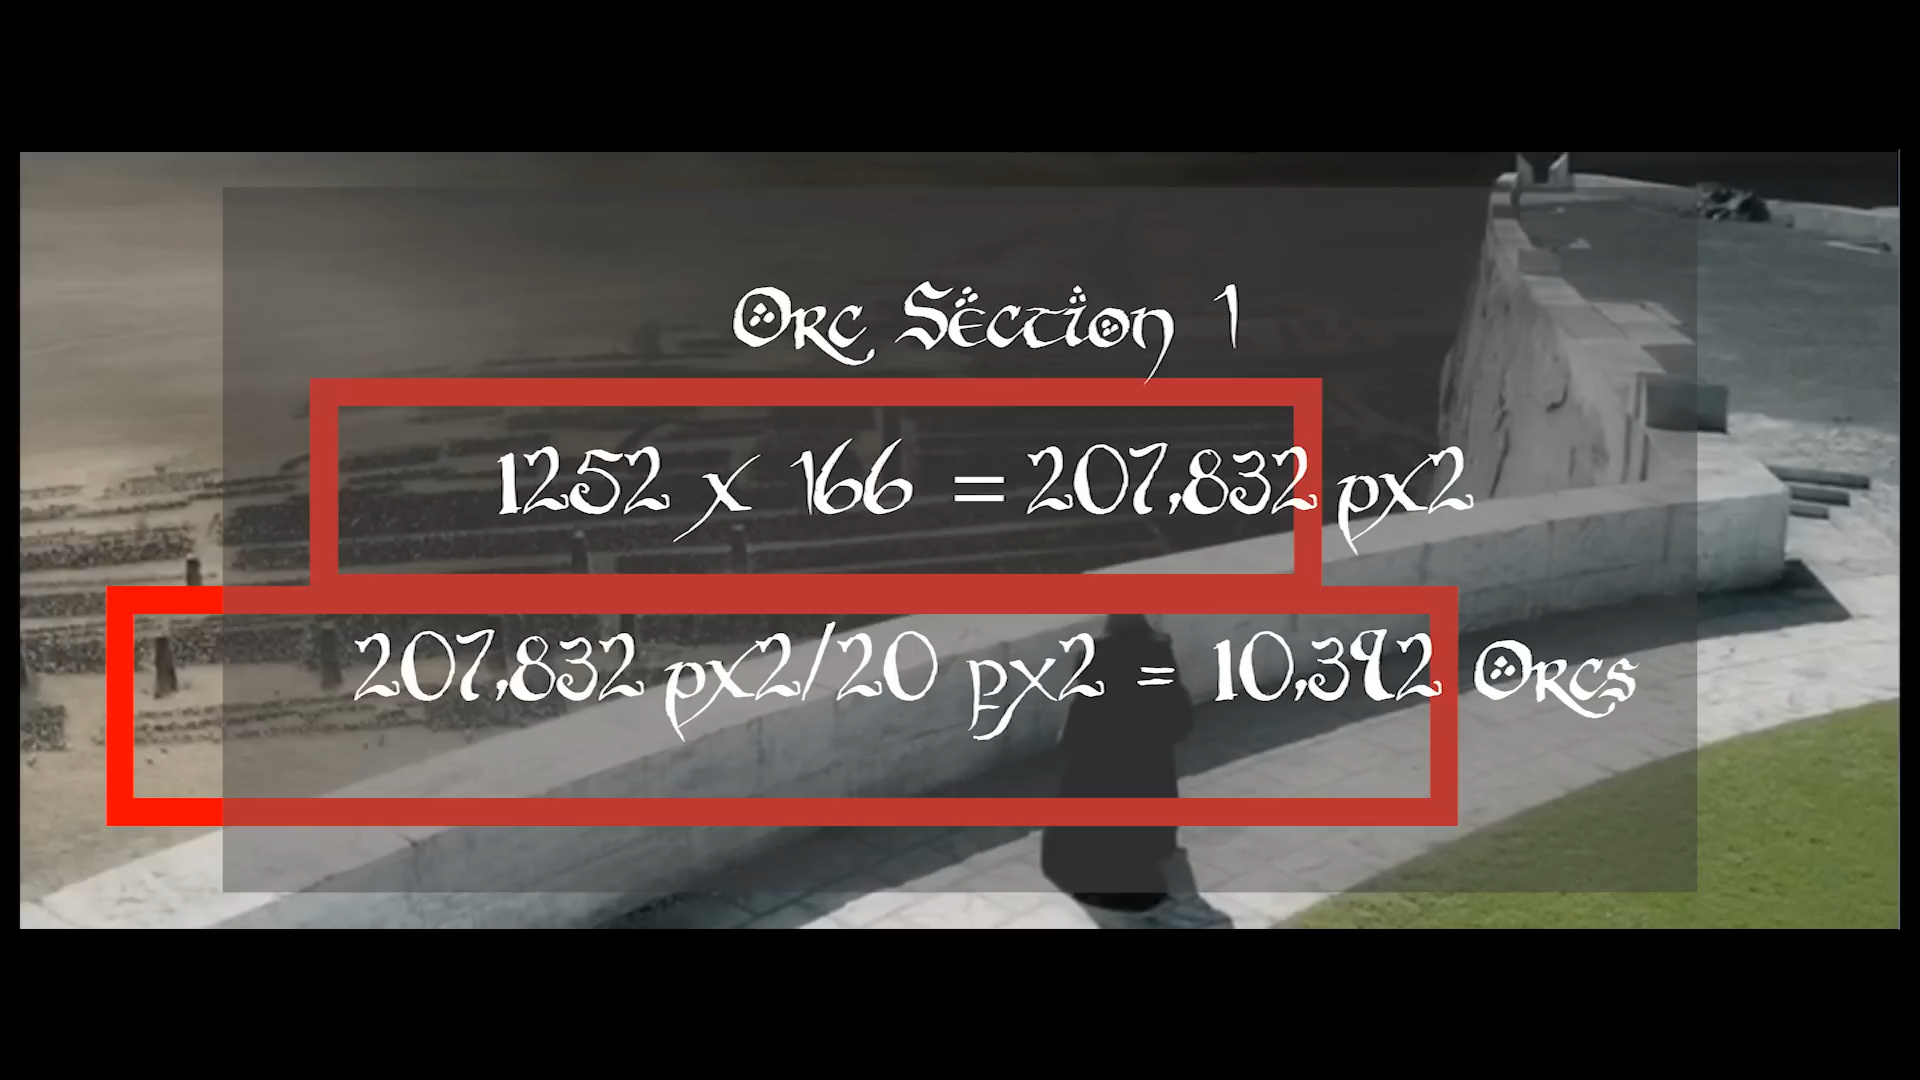 Orc Section 1
1252 x 166 = 207,832 px2
207,832 px2/20 px2 = 10,392 Orcs